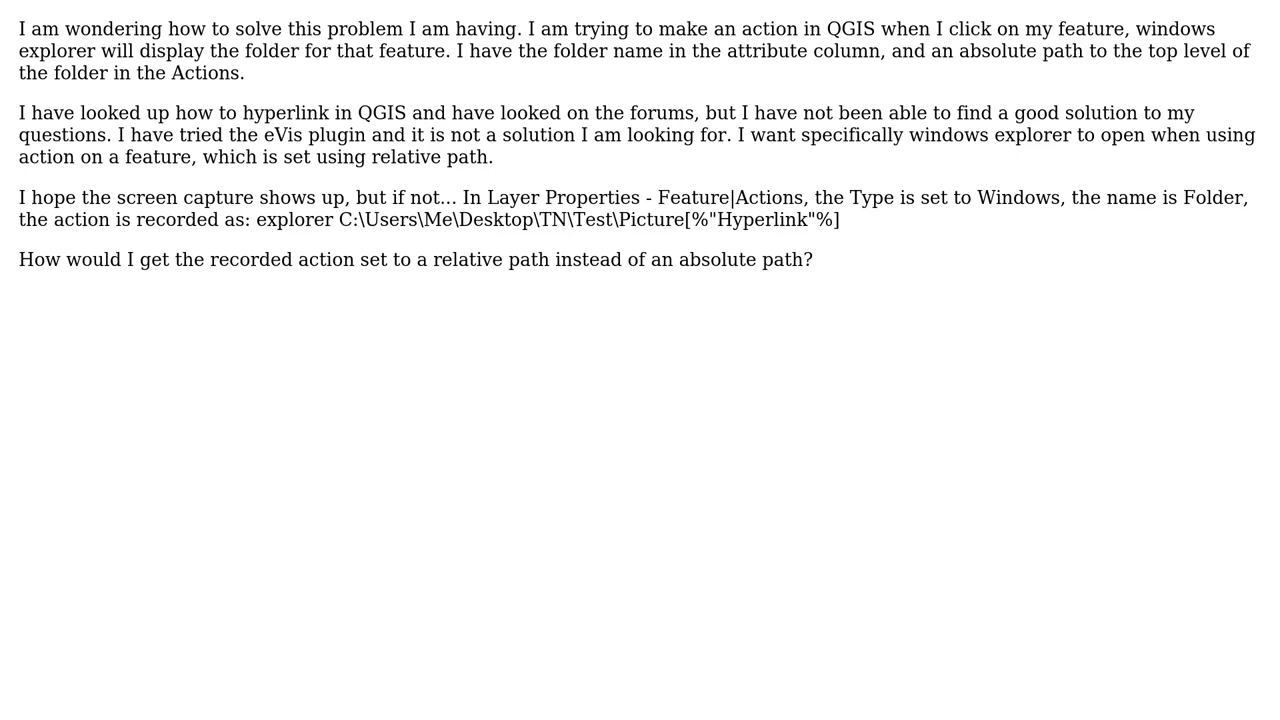 I am wondering how to solve this problem I am having. I am trying to make an action in QGIS when I click on my feature, windows
explorer will display the folder for that feature. I have the folder name in the attribute column, and an absolute path to the top level of
the folder in the Actions.
I have looked up how to hyperlink in QGIS and have looked on the forums, but I have not been able to find a good solution to my
questions. I have tried the eVis plugin and it is not a solution I am looking for. I want specifically windows explorer to open when using
action on a feature, which is set using relative path.
I hope the screen capture shows up, but if not... In Layer Properties - Feature|Actions, the Type is set to Windows, the name is Folder,
the action is recorded as: explorer C:\Users\Me\Desktop\TN\Test\Picture[%"Hyperlink"%]
How would I get the recorded action set to a relative path instead of an absolute path?